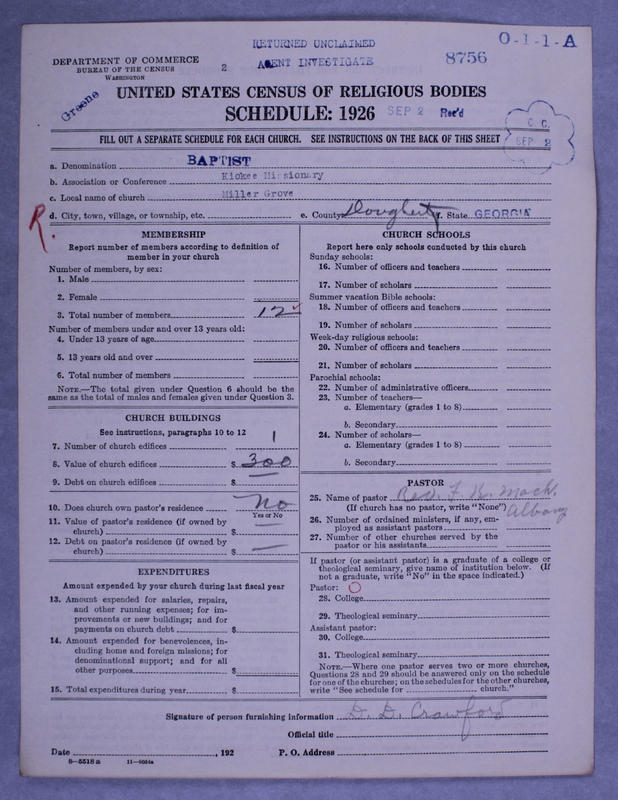 RETURNED UNCLAIMED
AGENT INVESTIGATE
8756
O-1-1-A
DEPARTMENT OF COMMERCE
BUREAU OF THE CENSUS
WASHINGTON
2
Greene
UNITED STATES CENSUS OF RELIGIOUS BODIES
SCHEDULE: 1926
SEP 2 Rec'd
C. C.
SEP 2
FILL OUT A SEPARATE SCHEDULE FOR EACH CHURCH. SEE INSTRUCTIONS ON THE BACK OF THIS SHEET
a. Denomination BAPTIST
b. Association or Conference Kiokee Missionary
c. Local name of church Miller Grove
R.
d. City, town, village, or township, etc. e. County Dougherty f. State GEORGIA
MEMBERSHIP
Report number of members according to definition of
member in your church
Number of members, by sex:
1. Male
2. Female
3. Total number of members 12 ✓
Number of members under and over 13 years old:
4. Under 13 years of age
5. 13 years old and over
6. Total number of members
NOTE.—The total given under Question 6 should be the
same as the total of males and females given under Question 3.
CHURCH BUILDINGS
See instructions, paragraphs 10 to 12
7. Number of church edifices 1
8. Value of church edifices $ 300
9. Debt on church edifices $ —
10. Does church own pastor's residence No
Yes or No
11. Value of pastor's residence (if owned by
church) $ —
12. Debt on pastor's residence (if owned by
church) $ —
EXPENDITURES
Amount expended by your church during last fiscal year
13. Amount expended for salaries, repairs,
and other running expenses; for im-
provements or new buildings; and for
payments on church debt $
14. Amount expended for benevolences, in-
cluding home and foreign missions; for
denominational support; and for all
other purposes $
15. Total expenditures during year $
CHURCH SCHOOLS
Report here only schools conducted by this church
Sunday schools:
16. Number of officers and teachers
17. Number of scholars
Summer vacation Bible schools:
18. Number of officers and teachers
19. Number of scholars
Week-day religious schools:
20. Number of officers and teachers
21. Number of scholars
Parochial schools:
22. Number of administrative officers
23. Number of teachers—
a. Elementary (grades 1 to 8)
b. Secondary
24. Number of scholars—
a. Elementary (grades 1 to 8)
b. Secondary
PASTOR
25. Name of pastor Rev. F. R. Mack
(If church has no pastor, write "None") Albany
26. Number of ordained ministers, if any, em-
ployed as assistant pastors
27. Number of other churches served by the
pastor or his assistants
If pastor (or assistant pastor) is a graduate of a college or
theological seminary, give name of institution below. (If
not a graduate, write "No" in the space indicated.)
Pastor: O
28. College
29. Theological seminary
Assistant pastor:
30. College
31. Theological seminary
NOTE.—Where one pastor serves two or more churches,
Questions 28 and 29 should be answered only on the schedule
for one of the churches; on the schedules for the other churches,
write "See schedule for church."
Signature of person furnishing information D. D. Crawford
Official title
Date , 192 P. O. Address
8—5518 a 11—9054a